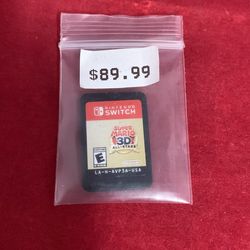 $89.99
NINTENDO
SWITCH
SUPER
MARIO
3D
ALL-STARS
E
LA-H-AVP3A-USA